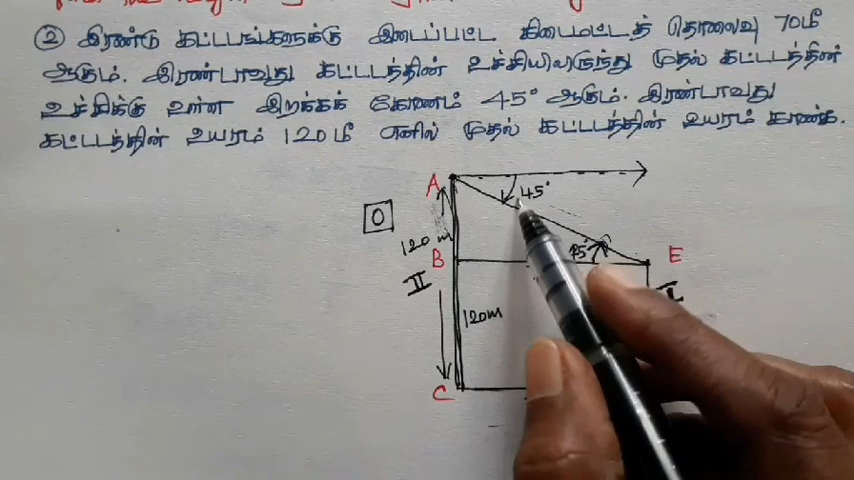 ② இரண்டு கட்டடங்களுக்கு இடைப்பட்ட கிடைமட்டத் தொலைவு 70மீ
ஆகும். இரண்டாவது கட்டடத்தின் உச்சியிலிருந்து முதல் கட்டடத்தின்
உச்சிக்கு உள்ள இறக்கக் கோணம் 45° ஆகும். இரண்டாவது
கட்டடத்தின் உயரம் 120 மீ எனில் முதல் கட்டடத்தின் உயரம் காண்க.
A
45°
O
120 m
B
45°
E
II
I
120m
C